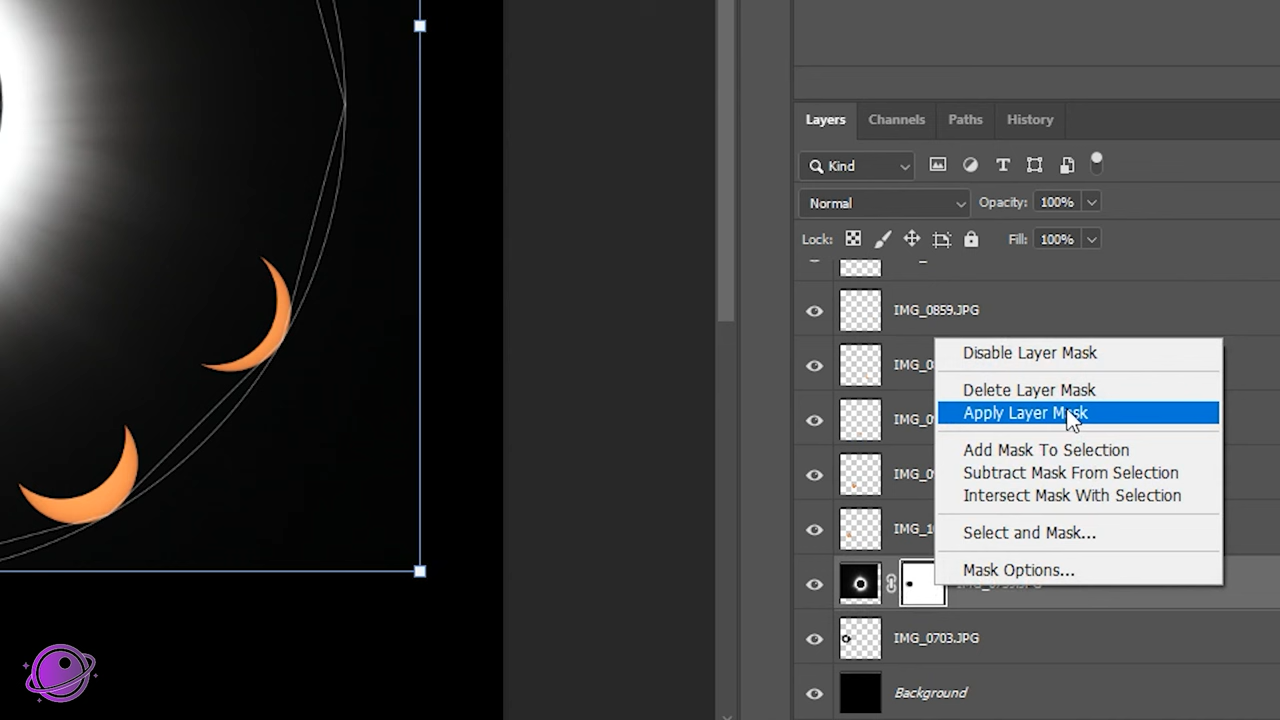 Layers Channels Paths History
Kind
Normal Opacity: 100%
Lock: Fill: 100%
IMG_0859.JPG
Disable Layer Mask
Delete Layer Mask
Apply Layer Mask
Add Mask To Selection
Subtract Mask From Selection
Intersect Mask With Selection
Select and Mask...
Mask Options...
IMG_0703.JPG
Background